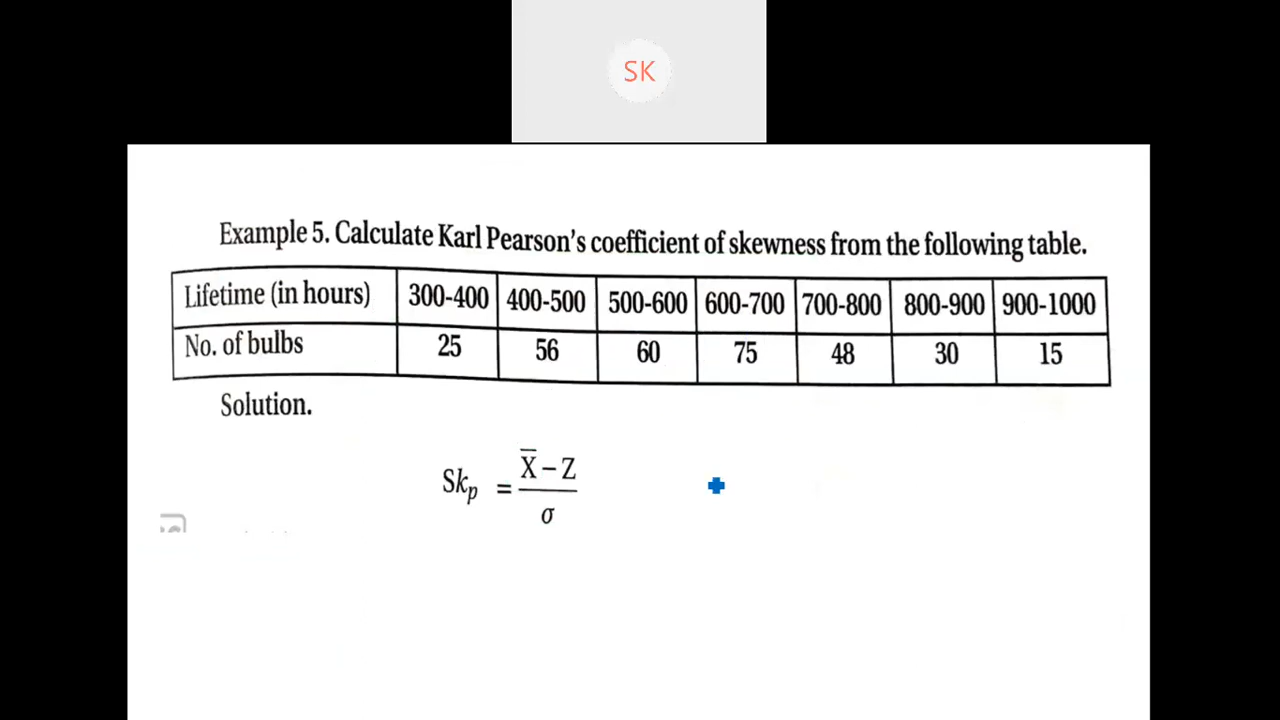 SK
Example 5. Calculate Karl Pearson's coefficient of skewness from the following table.
Lifetime (in hours) 300-400 400-500 500-600 600-700 700-800 800-900 900-1000
No. of bulbs 25 56 60 75 48 30 15
Solution.
Skₚ = (X̅ – Z) / σ